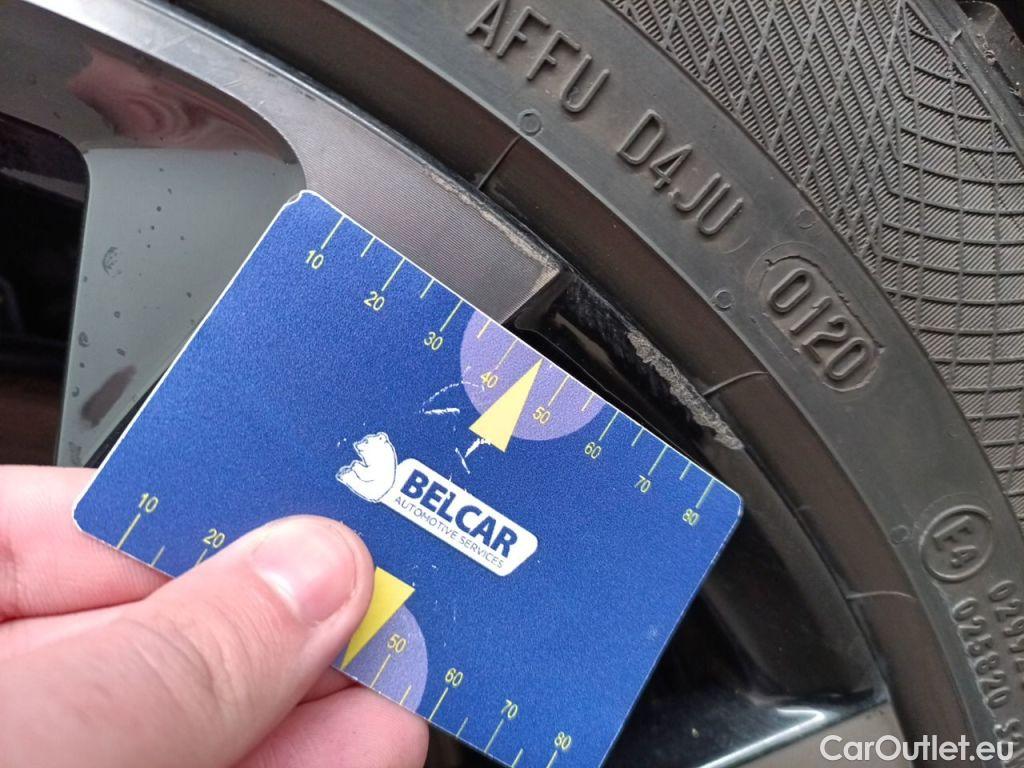 AFFU D4JU 0120
E4
025820
10 20 30 40 50 60 70 80
BELCAR
AUTOMOTIVE SERVICES
10 20 50 60 70 80
CarOutlet.eu